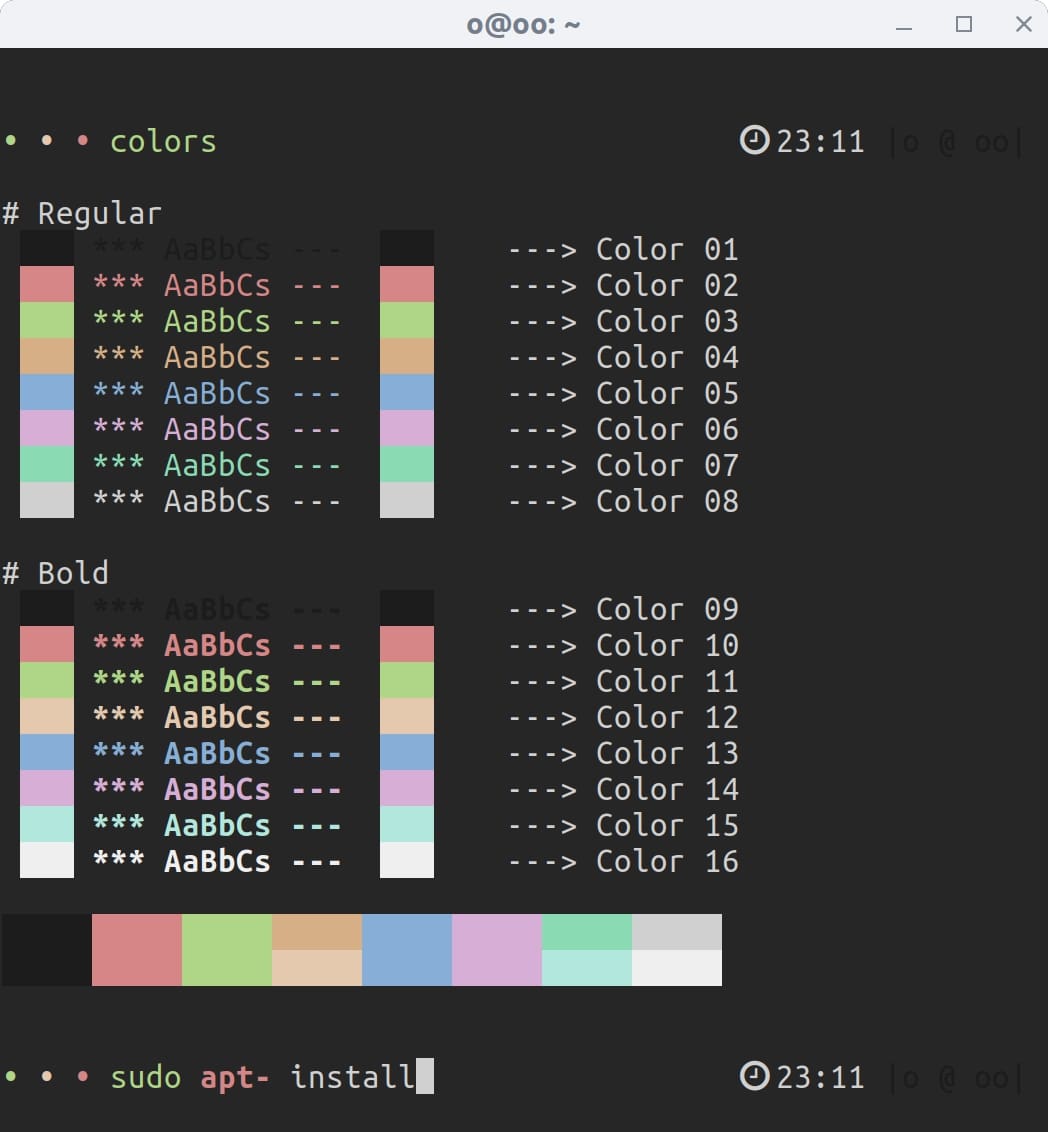 o@oo: ~
• • • colors 23:11 |o @ oo|
# Regular
*** AaBbCs --- ---> Color 01
*** AaBbCs --- ---> Color 02
*** AaBbCs --- ---> Color 03
*** AaBbCs --- ---> Color 04
*** AaBbCs --- ---> Color 05
*** AaBbCs --- ---> Color 06
*** AaBbCs --- ---> Color 07
*** AaBbCs --- ---> Color 08
# Bold
*** AaBbCs --- ---> Color 09
*** AaBbCs --- ---> Color 10
*** AaBbCs --- ---> Color 11
*** AaBbCs --- ---> Color 12
*** AaBbCs --- ---> Color 13
*** AaBbCs --- ---> Color 14
*** AaBbCs --- ---> Color 15
*** AaBbCs --- ---> Color 16
• • • sudo apt- install 23:11 |o @ oo|